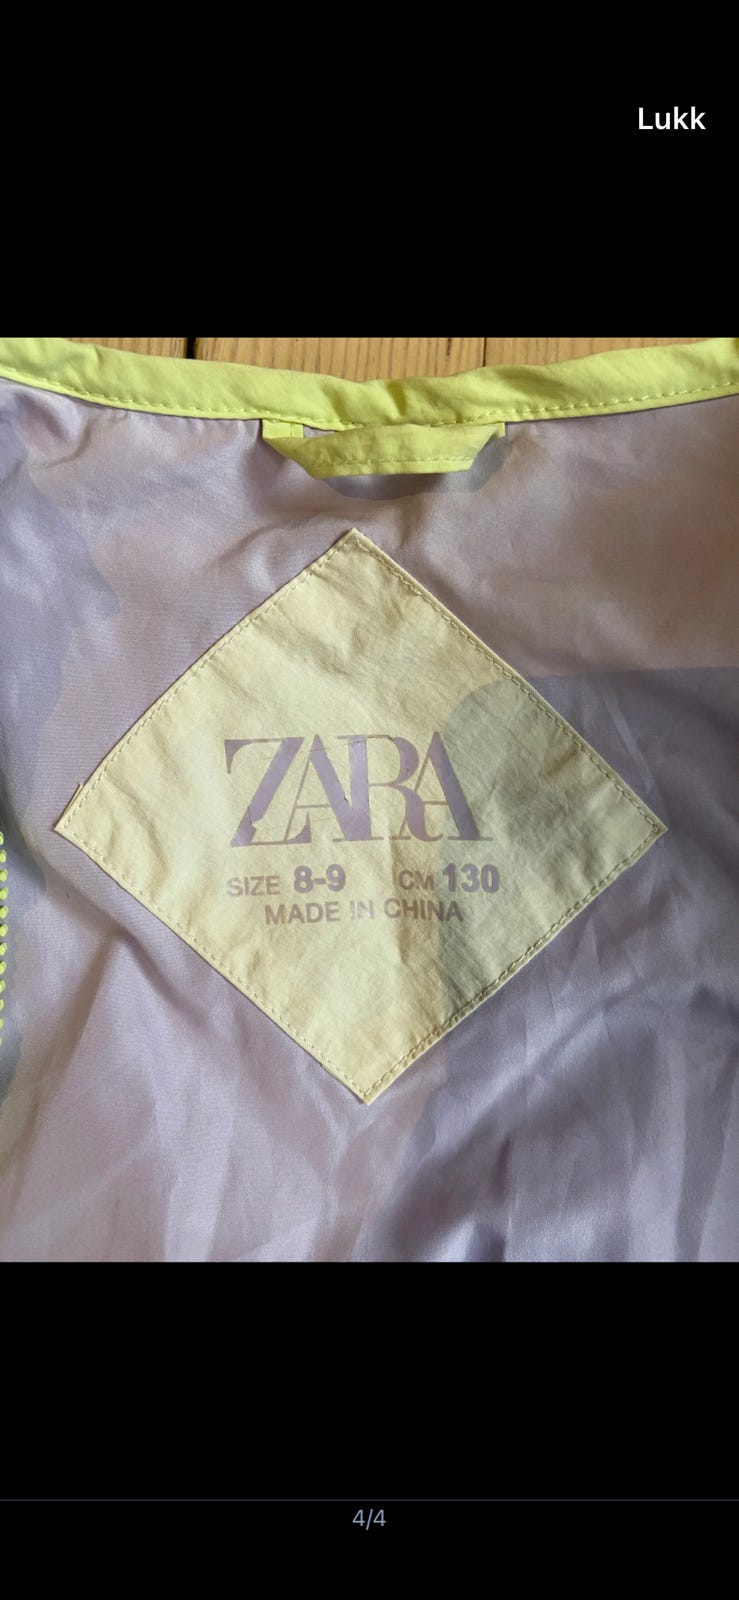 Lukk
ZARA
SIZE 8-9 CM 130
MADE IN CHINA
4/4